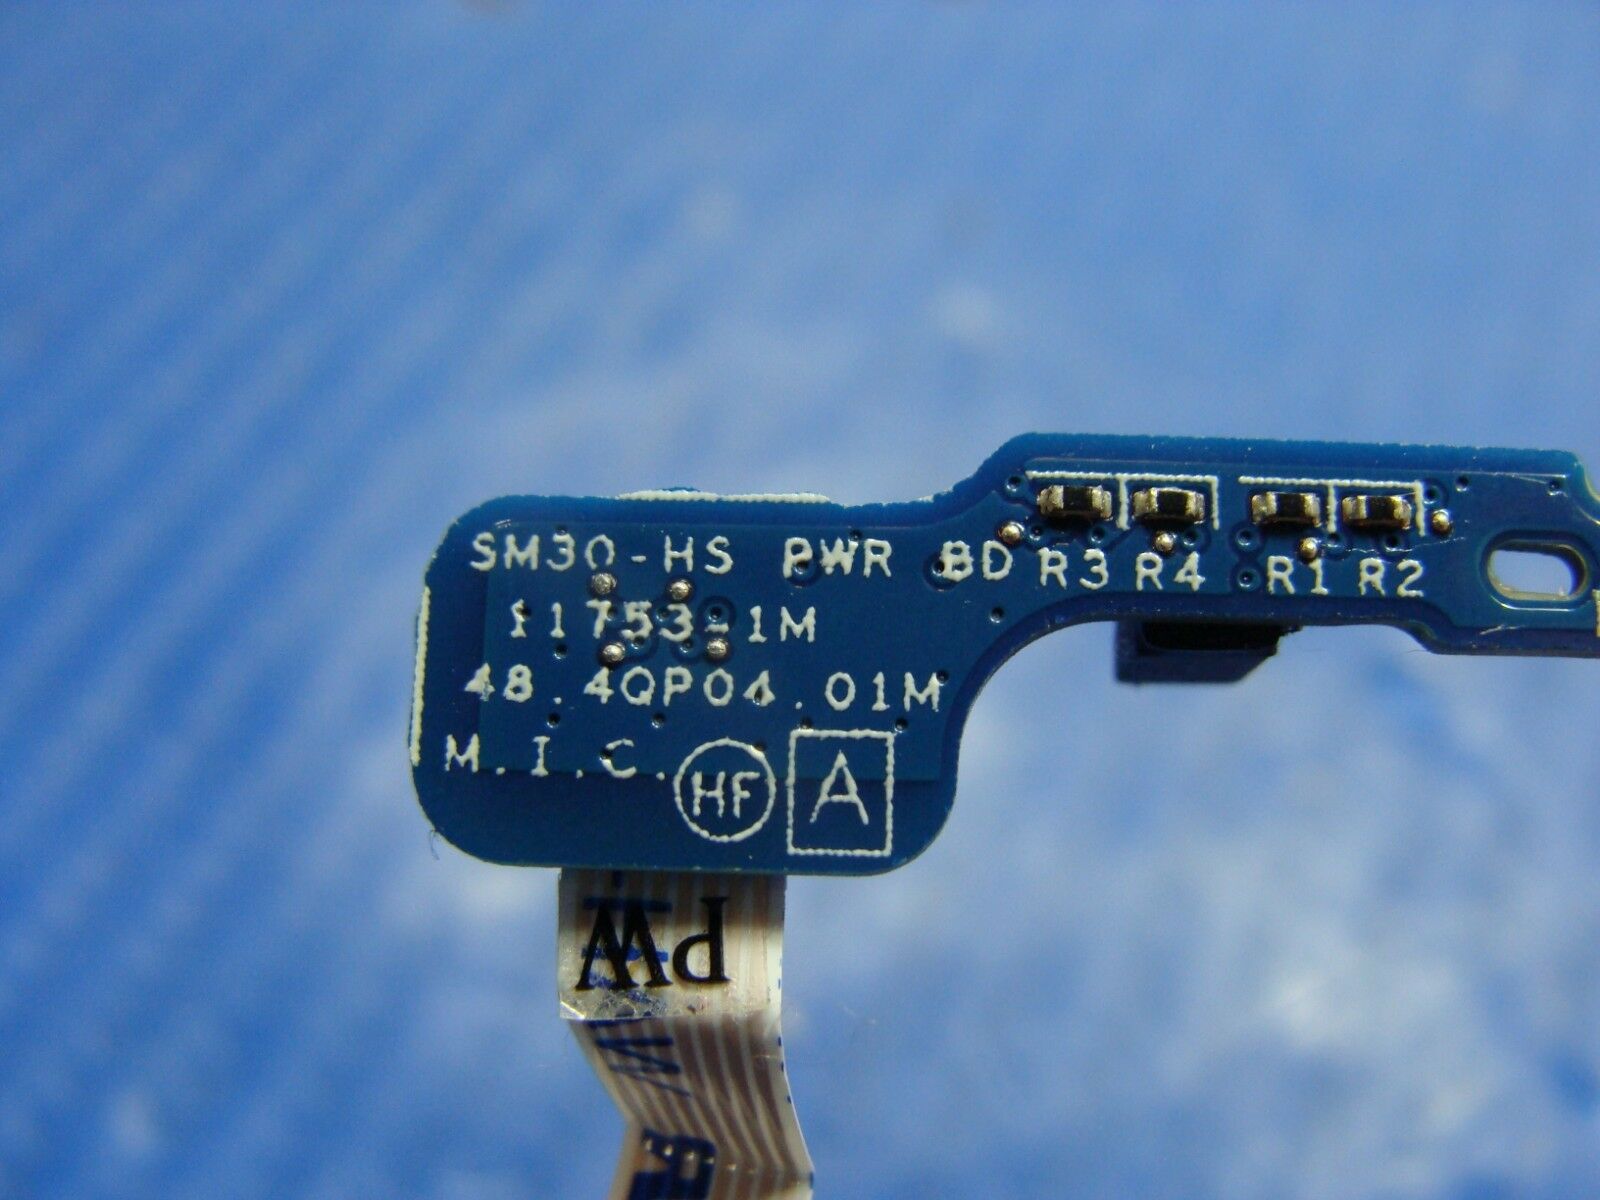 SM30-HS PWR BD R3 R4 R1 R2
11753-1M
48.4QP04.01M
M.I.C. HF A
PW